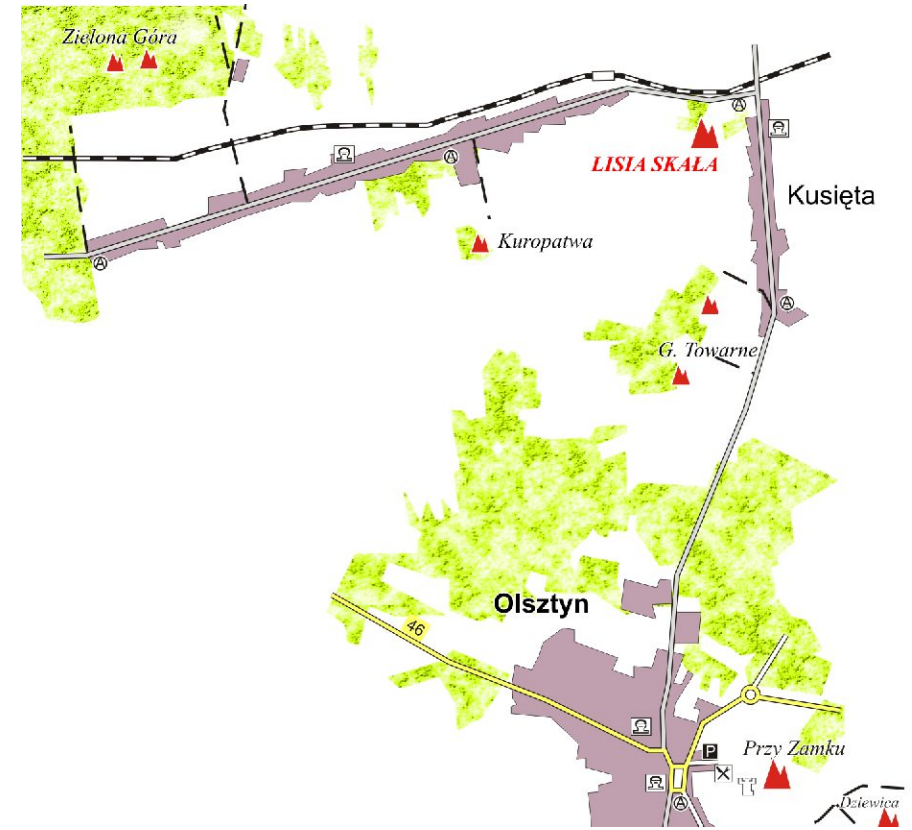 Zielona Góra
A
LISIA SKAŁA
A
Kusięta
Kuropatwa
A
A
G. Towarne
Olsztyn
46
P
Przy Zamku
A
Dziewica